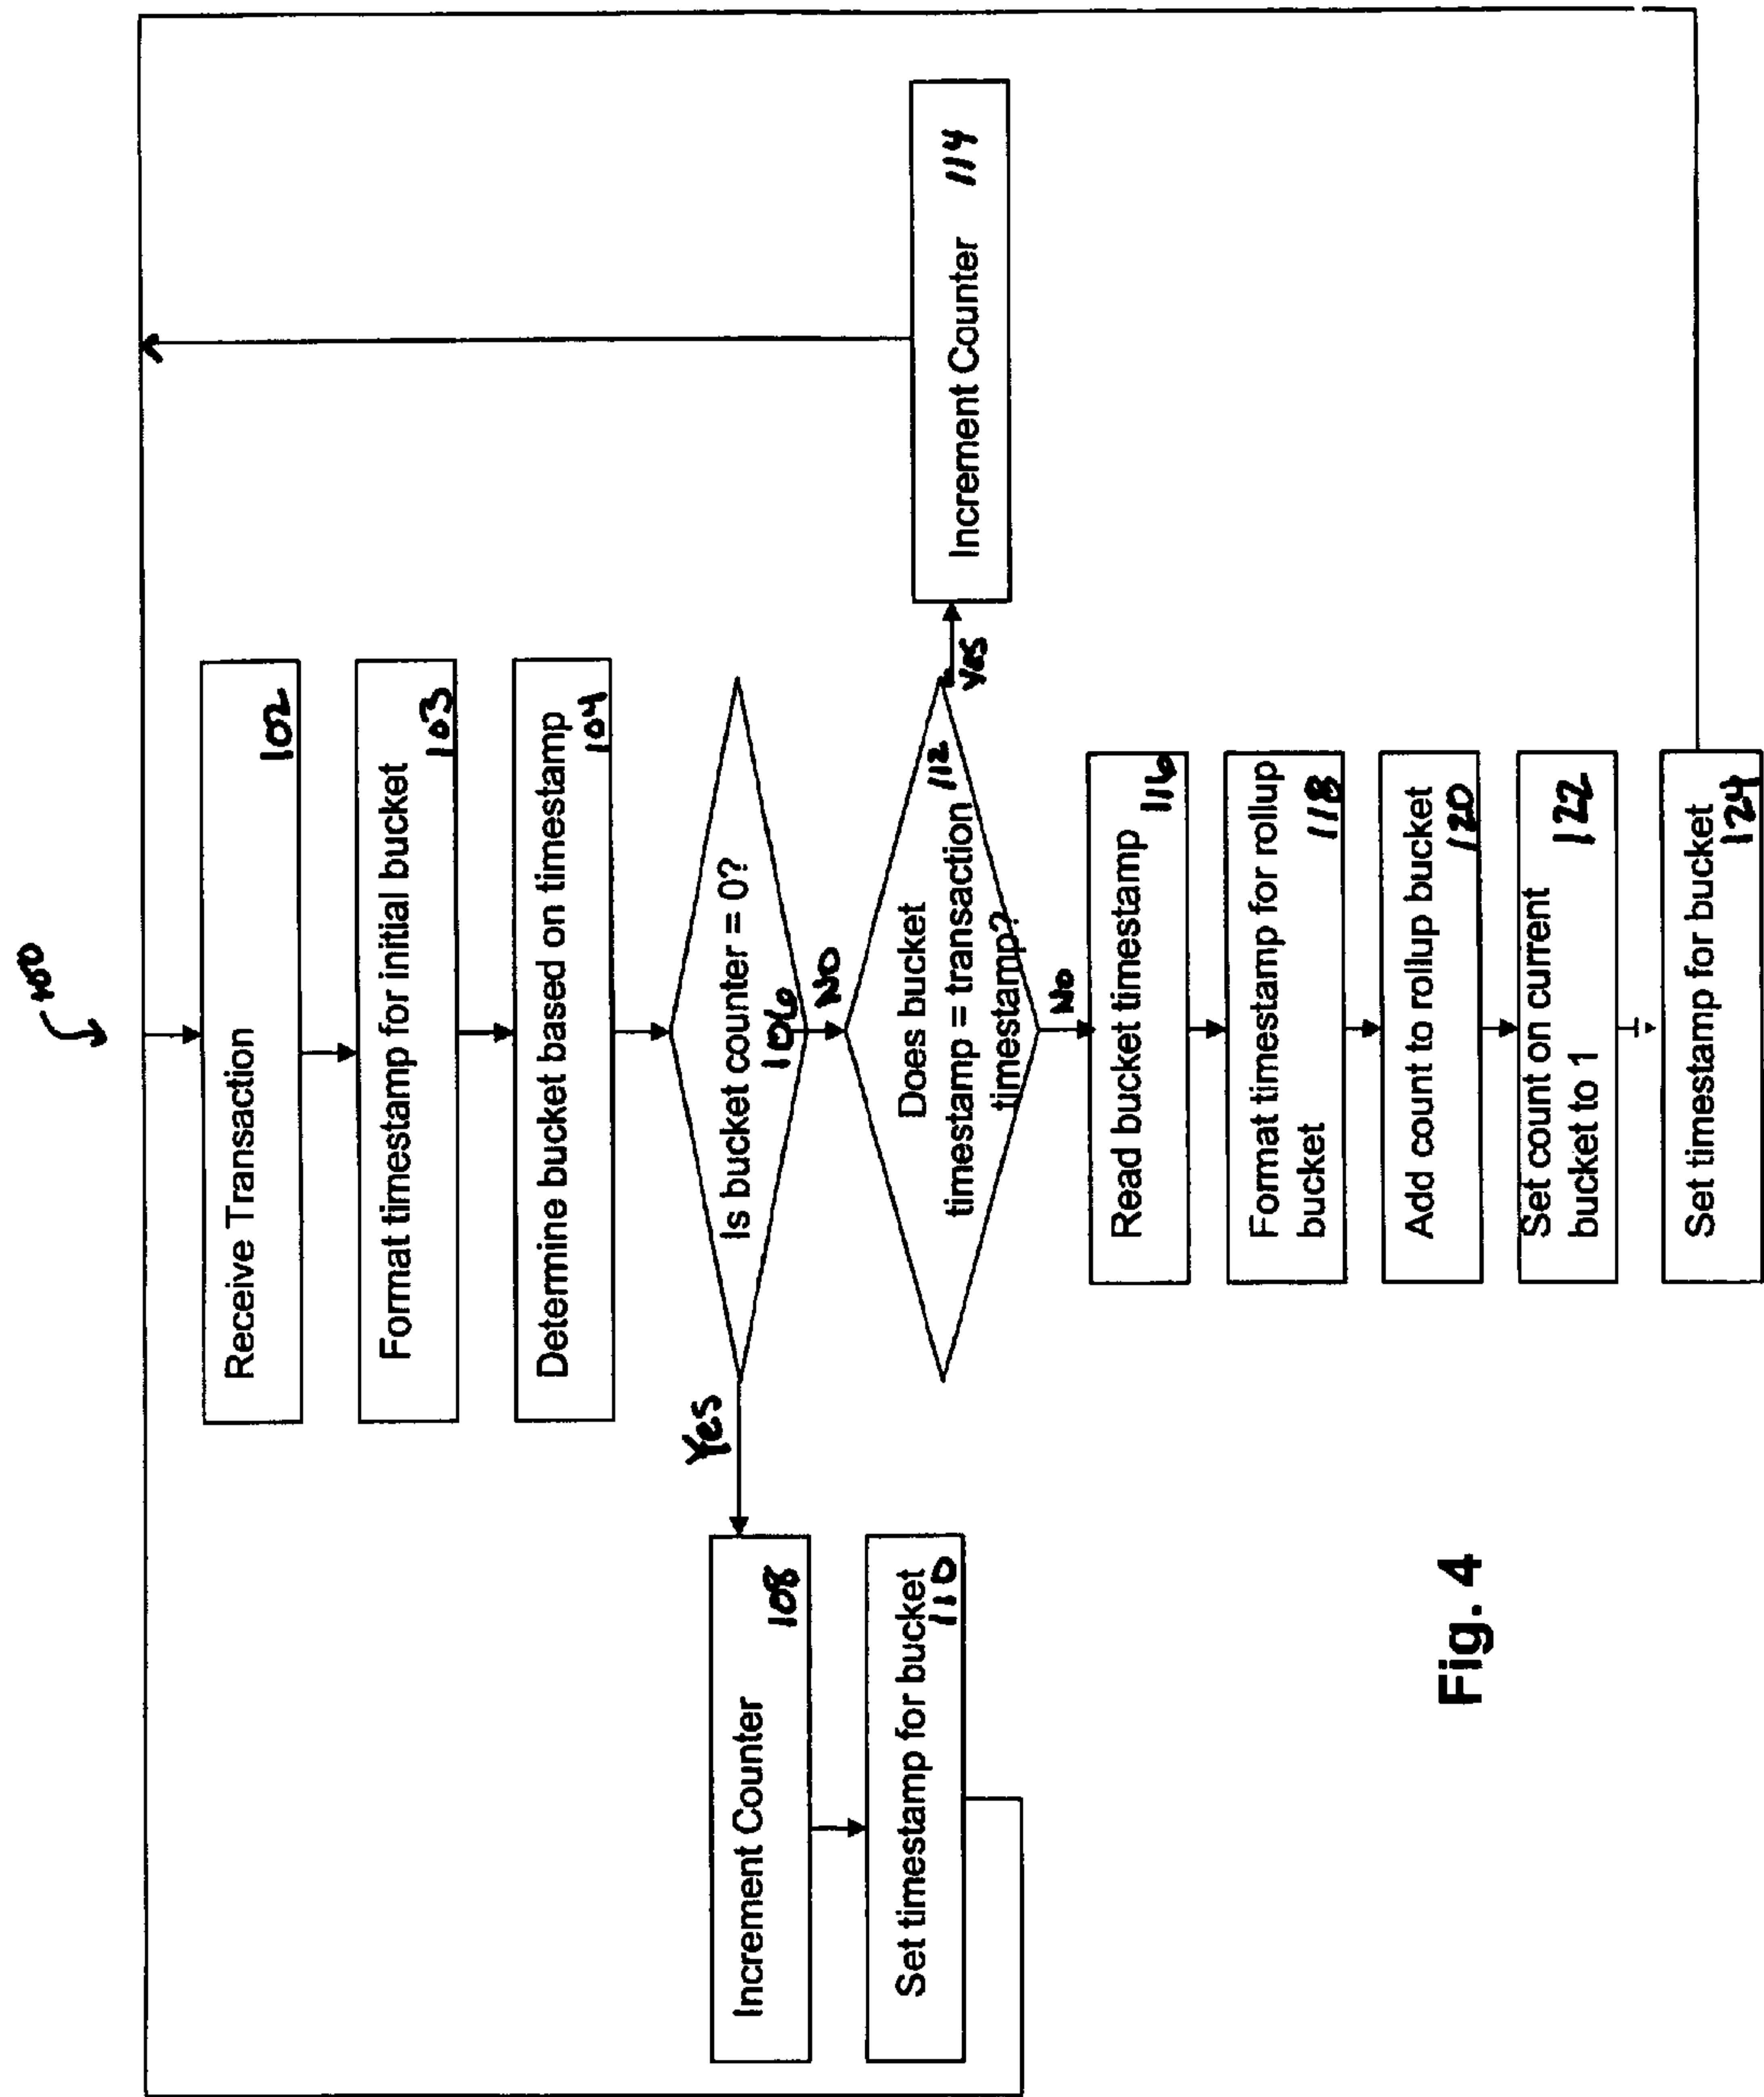 400
Receive Transaction
102
Format timestamp for initial bucket
103
Determine bucket based on timestamp
104
Is bucket counter = 0?
106
Yes
No
Increment Counter
108
Set timestamp for bucket
110
Does bucket
timestamp = transaction
timestamp?
112
Yes
Increment Counter 114
No
Read bucket timestamp
116
Format timestamp for rollup
bucket
118
Add count to rollup bucket
120
Set count on current
bucket to 1
122
Set timestamp for bucket
124
Fig. 4